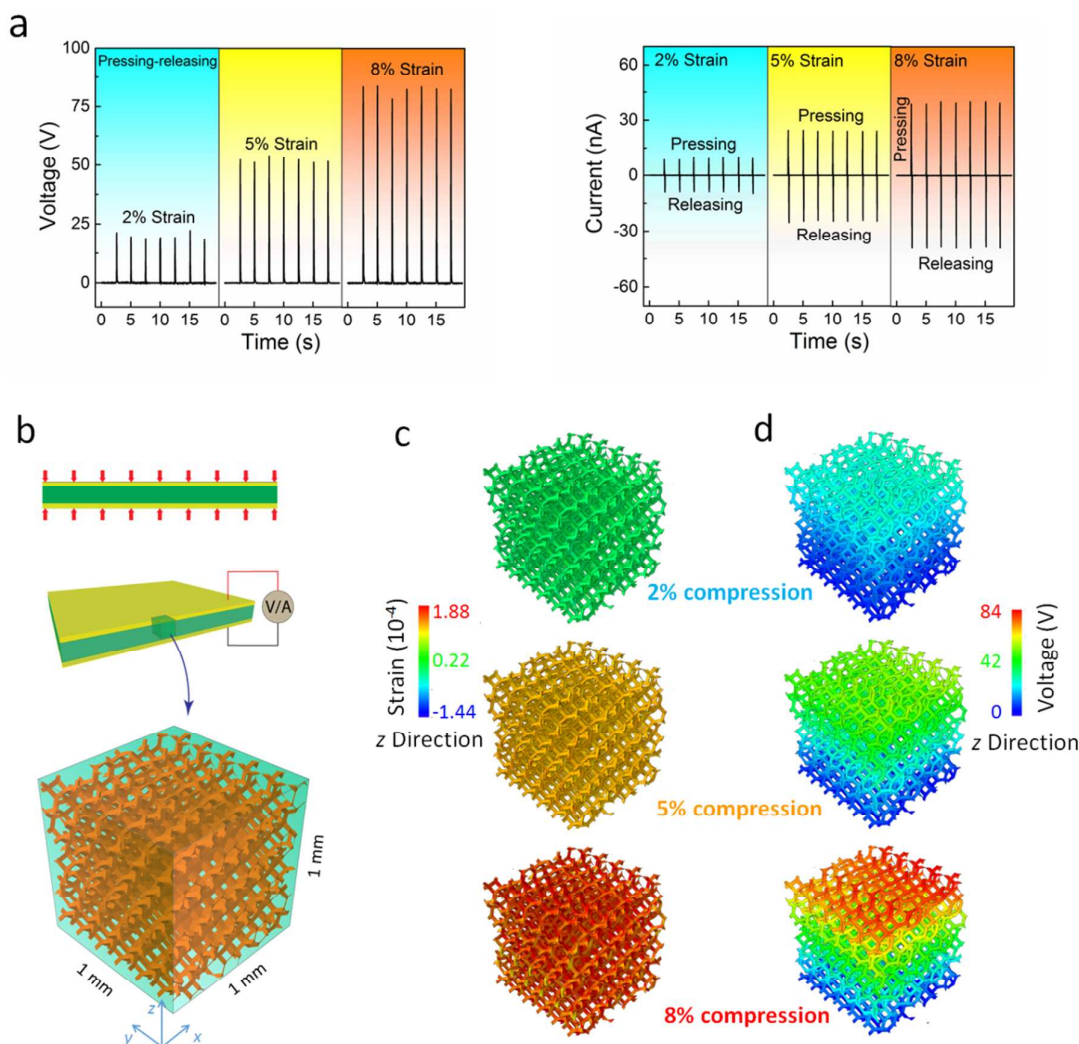 a
100
75
50
25
0
Voltage (V)
Pressing-releasing
2% Strain
5% Strain
8% Strain
0 5 10 15 0 5 10 15 0 5 10 15
Time (s)
60
30
0
-30
-60
Current (nA)
2% Strain
5% Strain
8% Strain
Pressing
Releasing
Pressing
Releasing
Pressing
Releasing
0 5 10 15 0 5 10 15 0 5 10 15
Time (s)
b
V/A
1 mm
1 mm
1 mm
z
y
x
c
Strain (10-4)
1.88
0.22
-1.44
z Direction
d
2% compression
5% compression
8% compression
84
42
0
Voltage (V)
z Direction